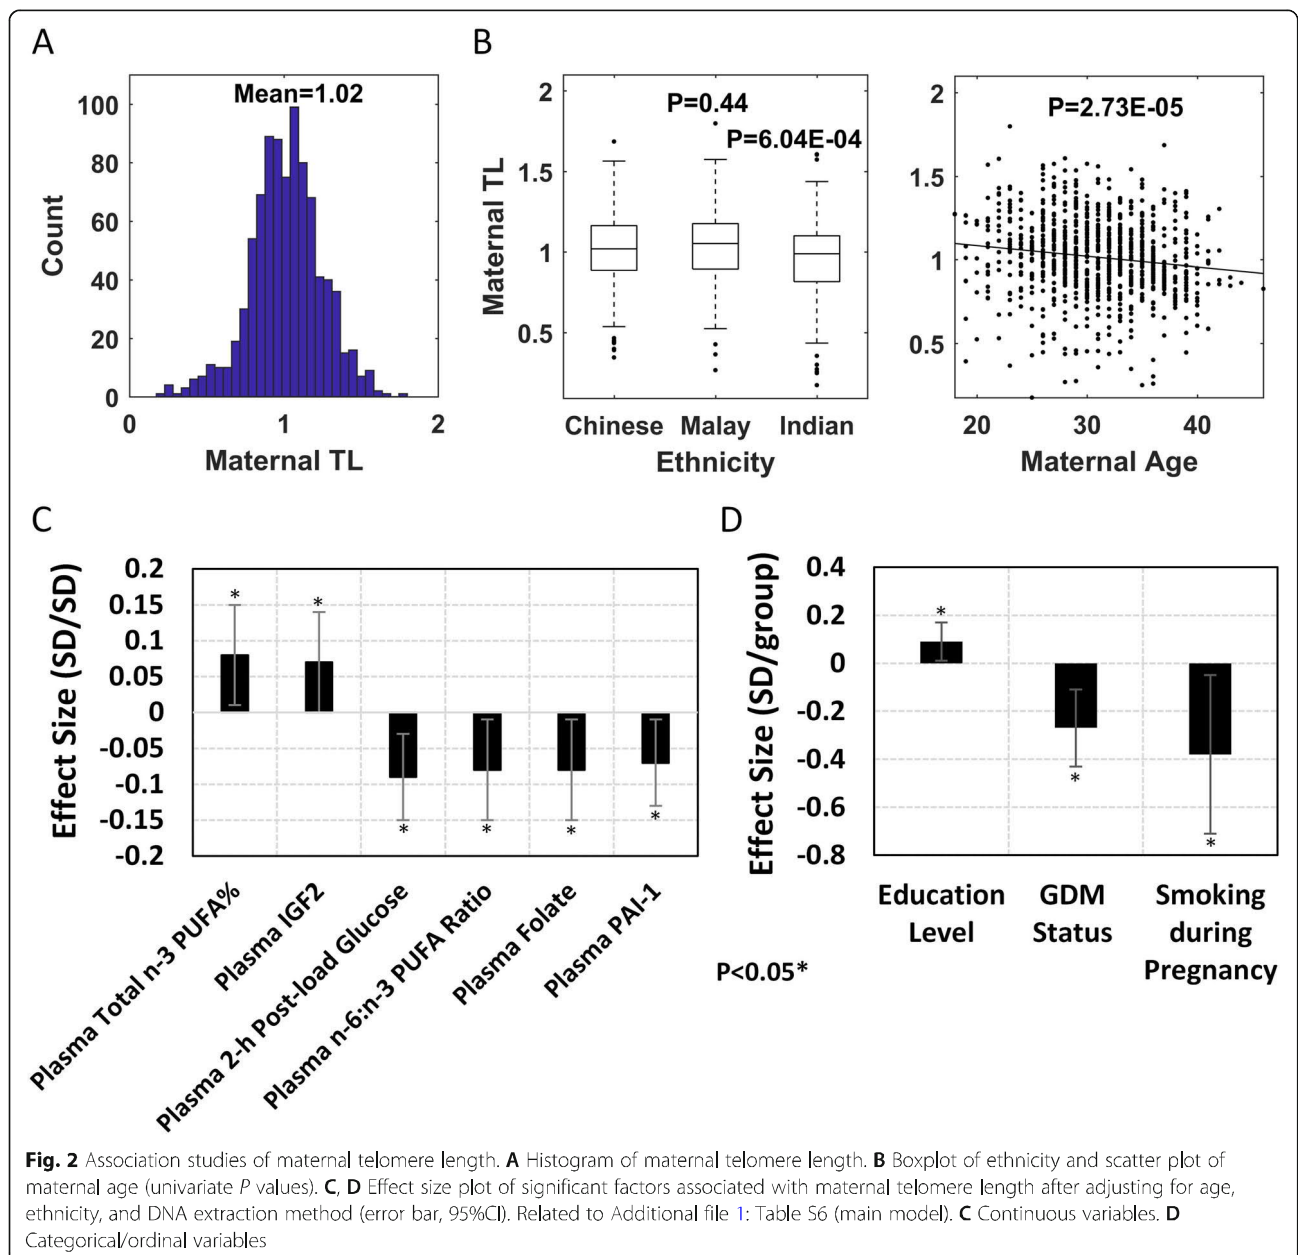 A
Mean=1.02
100
80
60
40
20
0
Count
0
1
2
Maternal TL
B
2
1.5
1
0.5
Maternal TL
P=0.44
P=6.04E-04
Chinese
Malay
Indian
Ethnicity
2
1.5
1
0.5
P=2.73E-05
20
30
40
Maternal Age
C
0.2
0.15
0.1
0.05
0
-0.05
-0.1
-0.15
-0.2
Effect Size (SD/SD)
*
*
*
*
*
*
Plasma Total n-3 PUFA%
Plasma IGF2
Plasma 2-h Post-load Glucose
Plasma n-6:n-3 PUFA Ratio
Plasma Folate
Plasma PAI-1
D
0.4
0.2
0
-0.2
-0.4
-0.6
-0.8
Effect Size (SD/group)
*
*
*
Education
Level
GDM
Status
Smoking
during
Pregnancy
P<0.05*
Fig. 2 Association studies of maternal telomere length. A Histogram of maternal telomere length. B Boxplot of ethnicity and scatter plot of
maternal age (univariate P values). C, D Effect size plot of significant factors associated with maternal telomere length after adjusting for age,
ethnicity, and DNA extraction method (error bar, 95%CI). Related to Additional file 1: Table S6 (main model). C Continuous variables. D
Categorical/ordinal variables